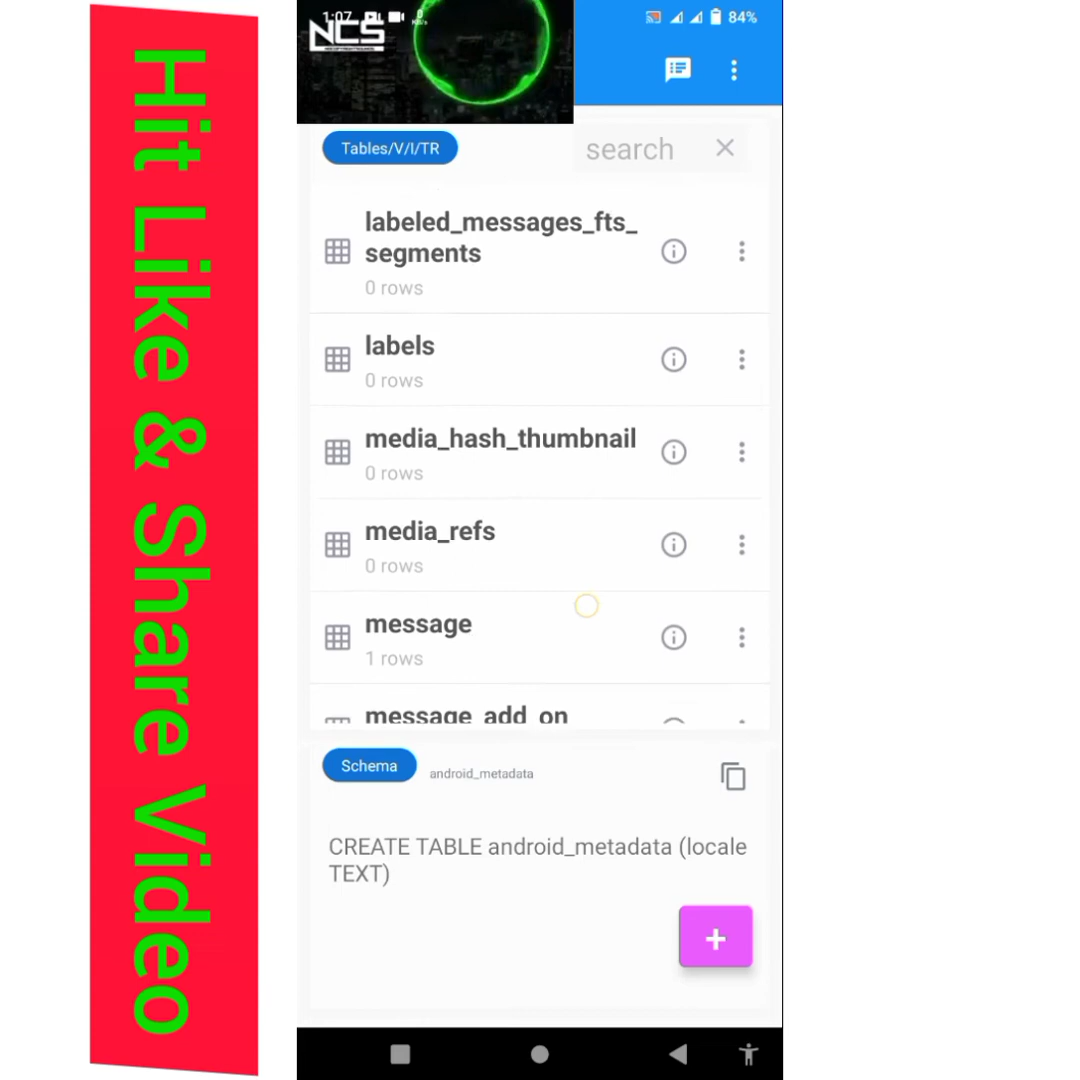 Hit Like & Share Video
1:07
84%
NCS
Tables/V/I/TR
search
labeled_messages_fts_
segments
0 rows
labels
0 rows
media_hash_thumbnail
0 rows
media_refs
0 rows
message
1 rows
message_add_on
Schema
android_metadata
CREATE TABLE android_metadata (locale
TEXT)
+